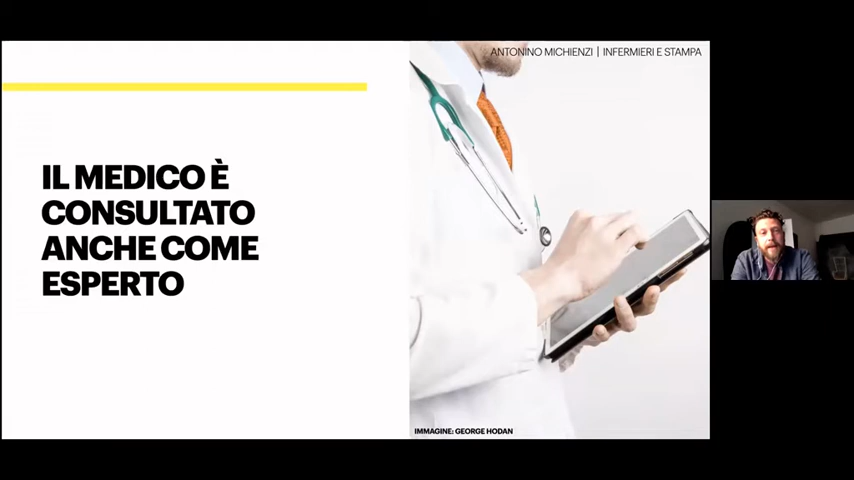 ANTONINO MICHIENZI | INFERMIERI E STAMPA
IL MEDICO È
CONSULTATO
ANCHE COME
ESPERTO
IMMAGINE: GEORGE HODAN